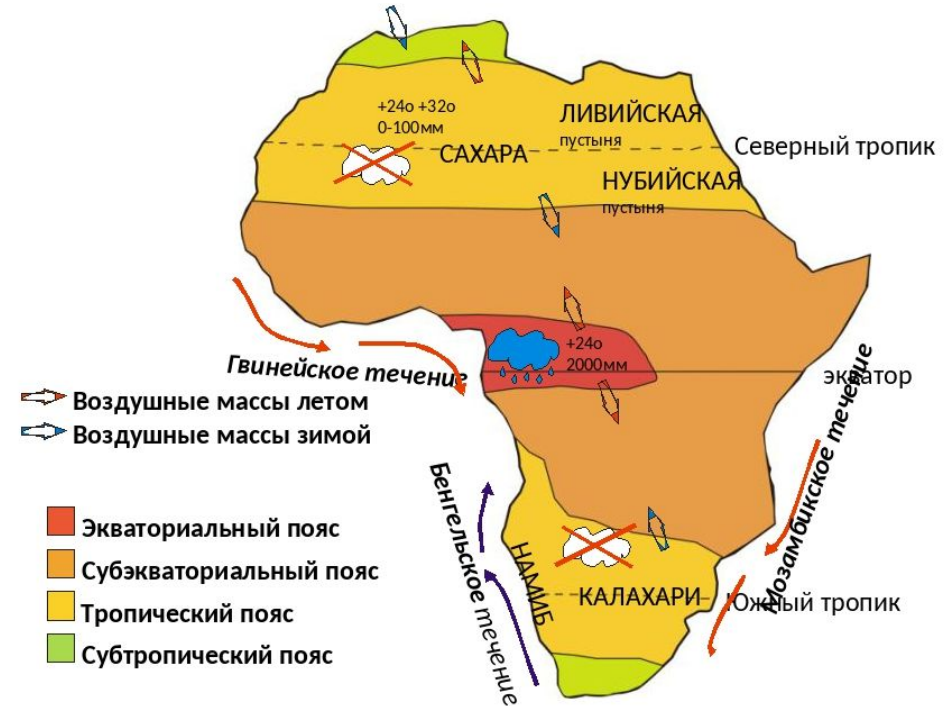 +24о +32о
0-100мм
САХАРА
ЛИВИЙСКАЯ
пустыня
Северный тропик
НУБИЙСКАЯ
пустыня
+24о
2000мм
Гвинейское течение
экватор
Воздушные массы летом
Воздушные массы зимой
Мозамбикское течение
Бенгельское течение
Экваториальный пояс
Субэкваториальный пояс
Тропический пояс
Субтропический пояс
НАМИБ
КАЛАХАРИ
Южный тропик